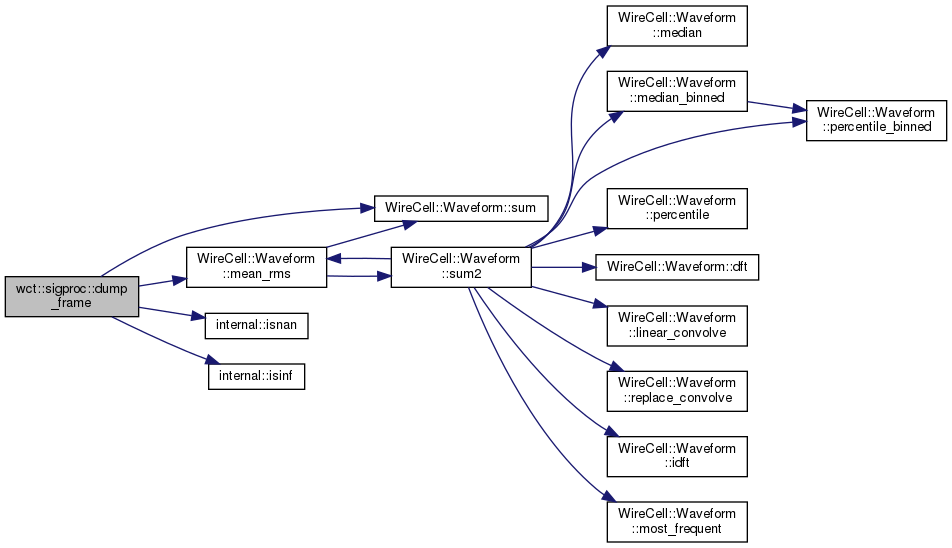 WireCell::Waveform
::median
WireCell::Waveform
::median_binned
WireCell::Waveform
::percentile_binned
WireCell::Waveform
::percentile
WireCell::Waveform::sum
WireCell::Waveform
::mean_rms
WireCell::Waveform
::sum2
WireCell::Waveform::dft
wct::sigproc::dump
_frame
internal::isnan
WireCell::Waveform
::linear_convolve
internal::isinf
WireCell::Waveform
::replace_convolve
WireCell::Waveform
::idft
WireCell::Waveform
::most_frequent